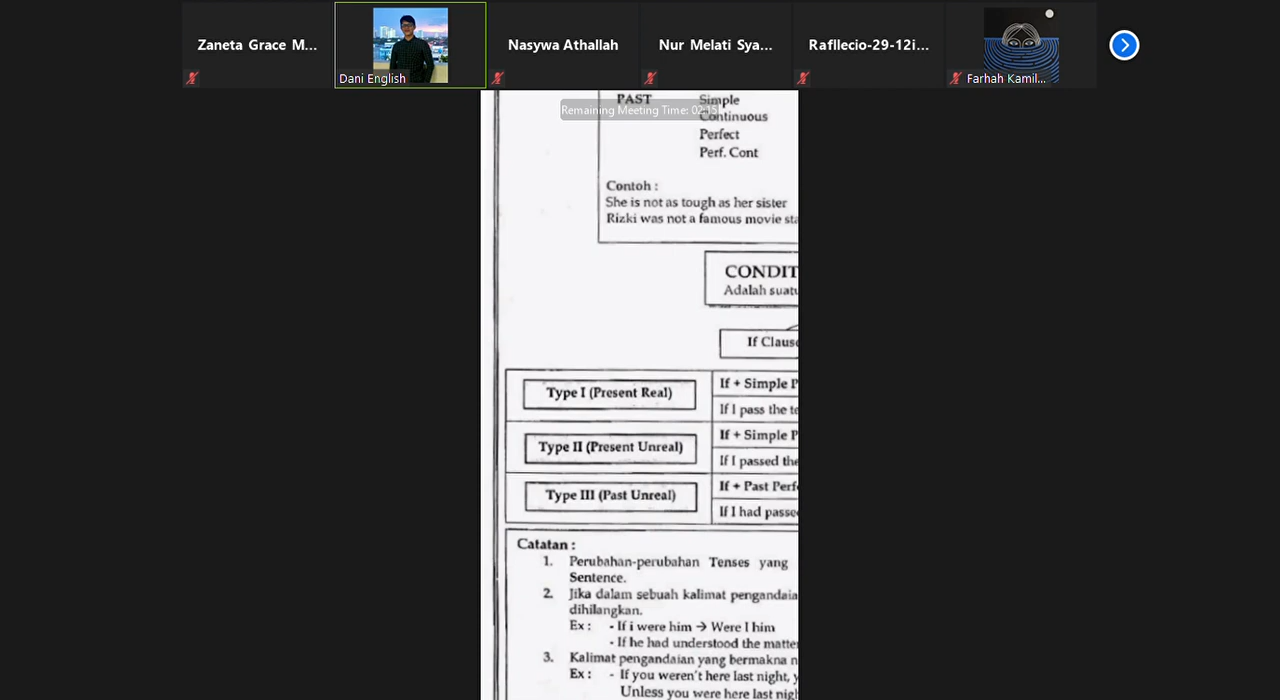 Zaneta Grace M...
Dani English
Nasywa Athallah
Nur Melati Sya...
Rafllecio-29-12i...
Farhah Kamil...
Remaining Meeting Time: 02:15
PAST Simple
Continuous
Perfect
Perf. Cont
Contoh :
She is not as tough as her sister
Rizki was not a famous movie sta
CONDIT
Adalah suatu
If Clause
Type I (Present Real)
If + Simple P
If I pass the te
Type II (Present Unreal)
If + Simple P
If I passed the
Type III (Past Unreal)
If + Past Perfe
If I had passe
Catatan :
1. Perubahan-perubahan Tenses yang
Sentence.
2. Jika dalam sebuah kalimat pengandaia
dihilangkan.
Ex : - If i were him → Were I him
- If he had understood the matte
3. Kalimat pengandaian yang bermakna n
Ex : - If you weren't here last night, y
Unless you were here last nigh